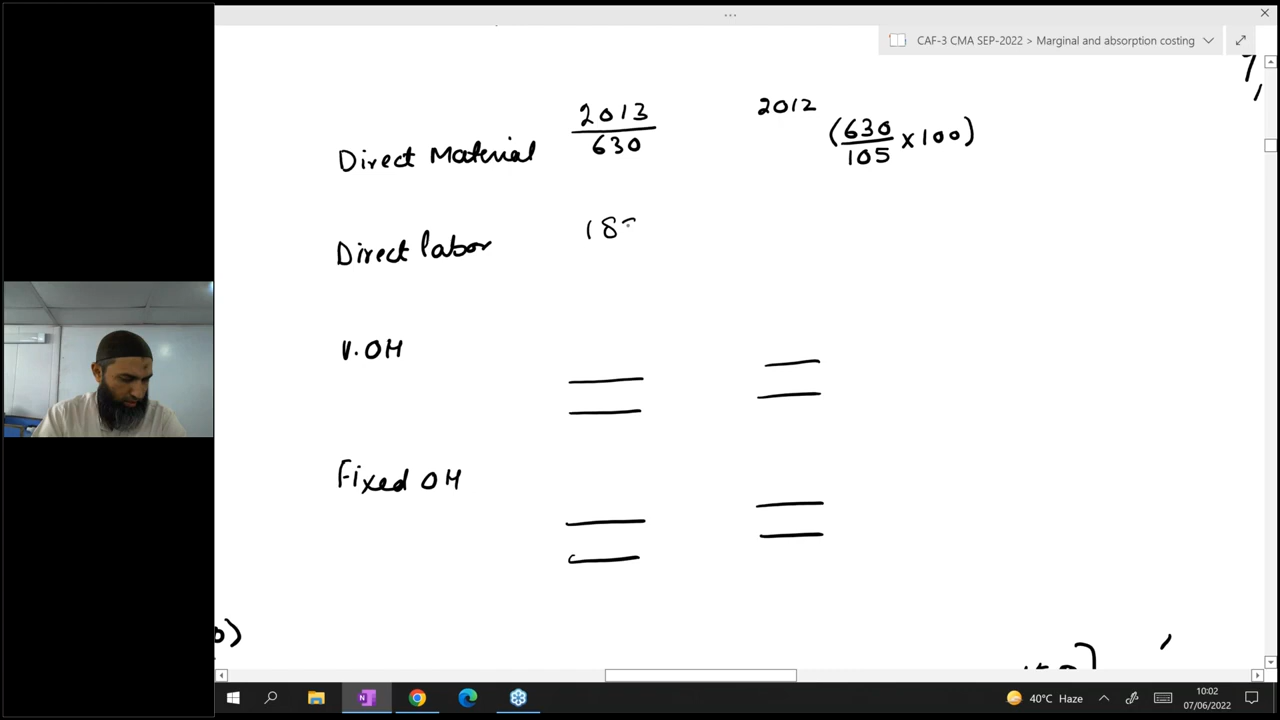 CAF-3 CMA SEP-2022 > Marginal and absorption costing
2013 2012
Direct Material 630 (630/105 × 100)
Direct labor 18
V.OH
Fixed OH
40°C Haze
10:02
07/06/2022